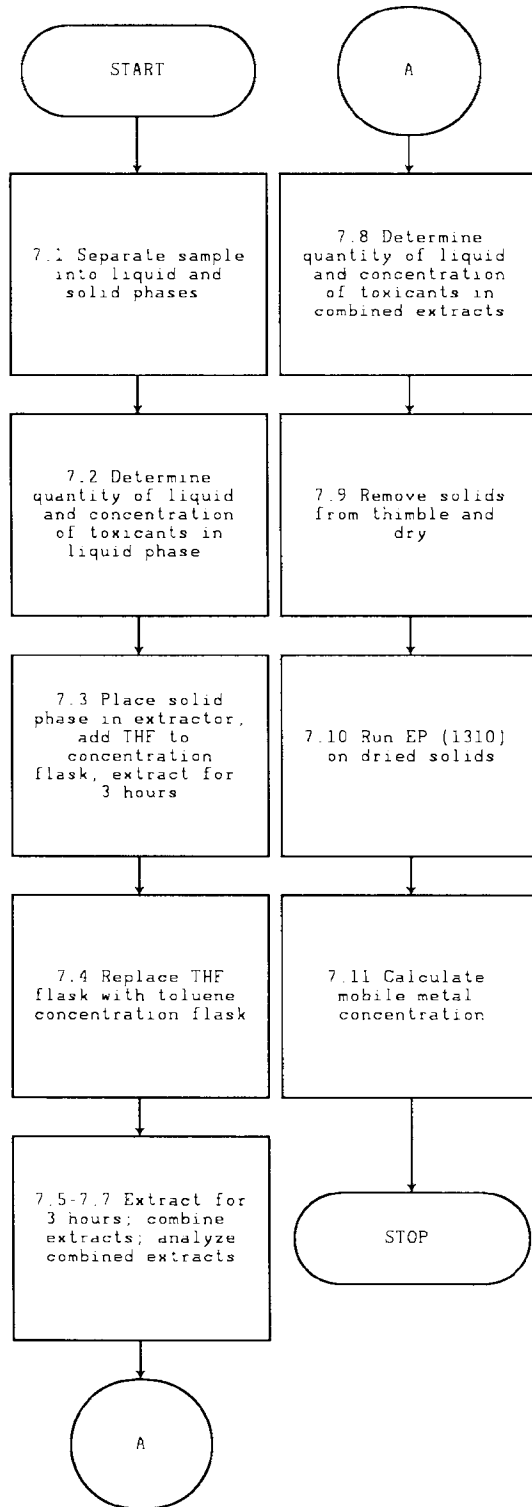 START
7.1 Separate sample
into liquid and
solid phases
7.2 Determine
quantity of liquid
and concentration
of toxicants in
liquid phase
7.3 Place solid
phase in extractor,
add THF to
concentration
flask, extract for
3 hours
7.4 Replace THF
flask with toluene
concentration flask
7.5-7.7 Extract for
3 hours; combine
extracts; analyze
combined extracts
A
A
7.8 Determine
quantity of liquid
and concentration
of toxicants in
combined extracts
7.9 Remove solids
from thimble and
dry
7.10 Run EP (1310)
on dried solids
7.11 Calculate
mobile metal
concentration
STOP